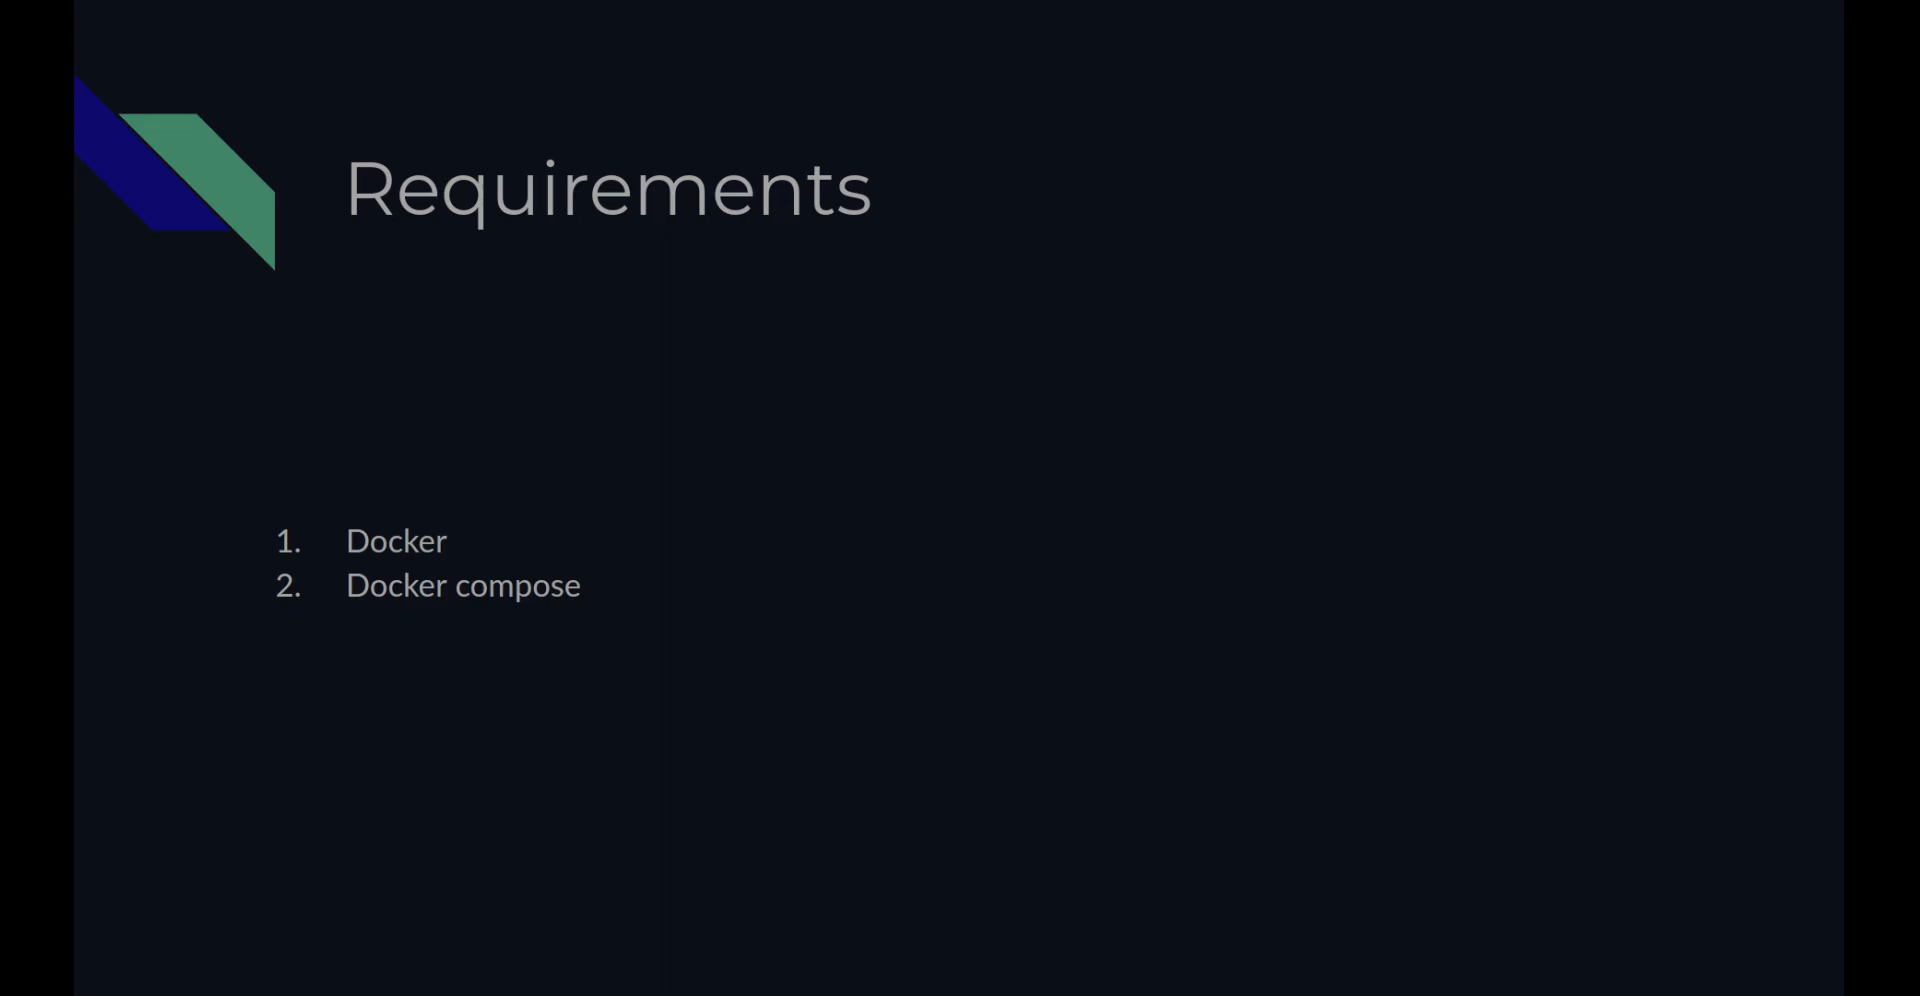 Requirements
1. Docker
2. Docker compose